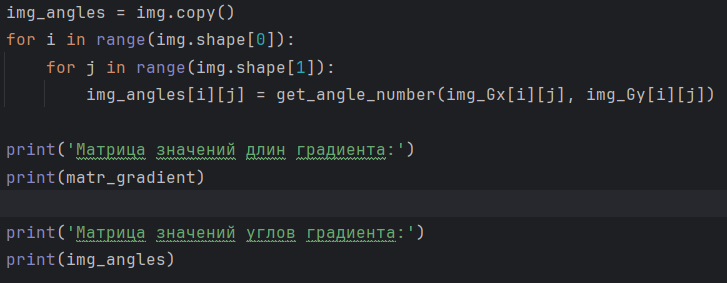 img_angles = img.copy()
for i in range(img.shape[0]):
    for j in range(img.shape[1]):
        img_angles[i][j] = get_angle_number(img_Gx[i][j], img_Gy[i][j])
print('Матрица значений длин градиента:')
print(matr_gradient)
print('Матрица значений углов градиента:')
print(img_angles)